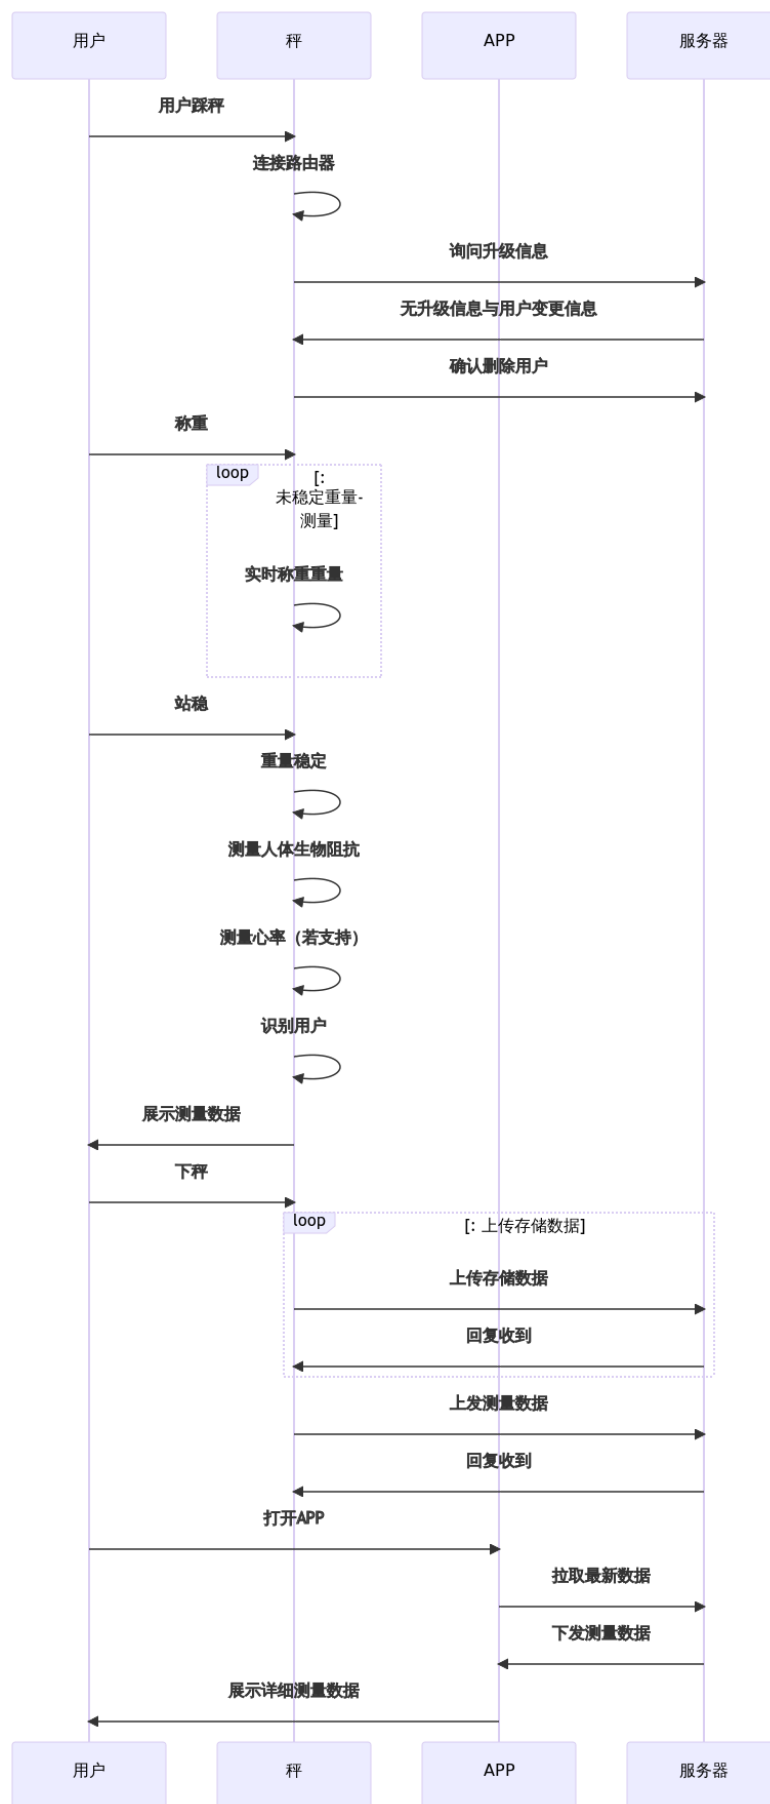 用户
秤
APP
服务器
用户踩秤
连接路由器
询问升级信息
无升级信息与用户变更信息
确认删除用户
称重
loop
[:
未稳定重量-
测量]
实时称重重量
站稳
重量稳定
测量人体生物阻抗
测量心率（若支持）
识别用户
展示测量数据
下秤
loop
[: 上传存储数据]
上传存储数据
回复收到
上发测量数据
回复收到
打开APP
拉取最新数据
下发测量数据
展示详细测量数据
用户
秤
APP
服务器